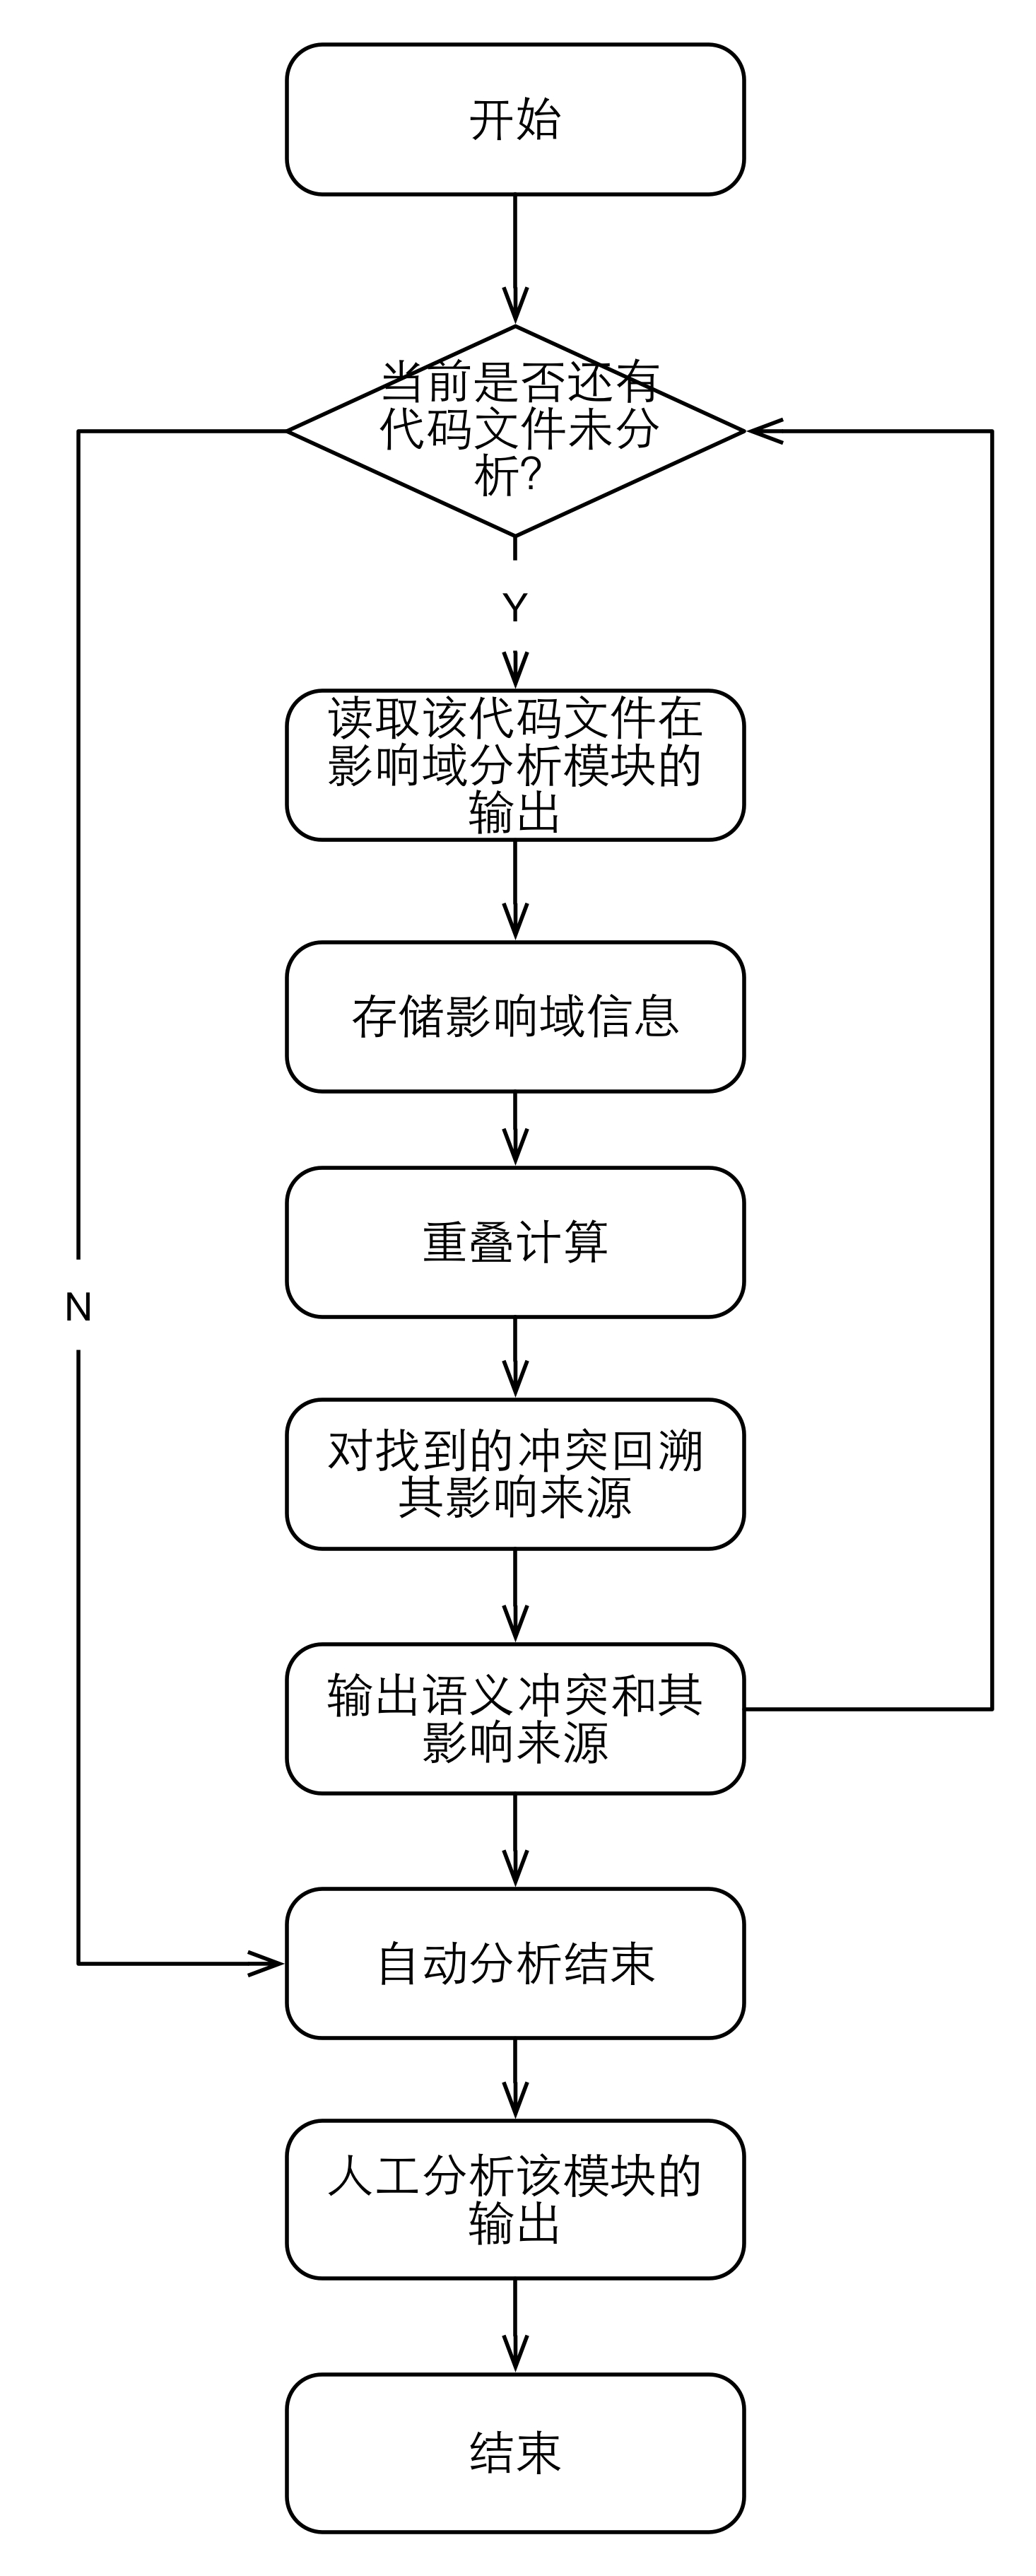 开始
当前是否还有
代码文件未分
析?
Y
读取该代码文件在
影响域分析模块的
输出
存储影响域信息
重叠计算
N
对找到的冲突回溯
其影响来源
输出语义冲突和其
影响来源
自动分析结束
人工分析该模块的
输出
结束